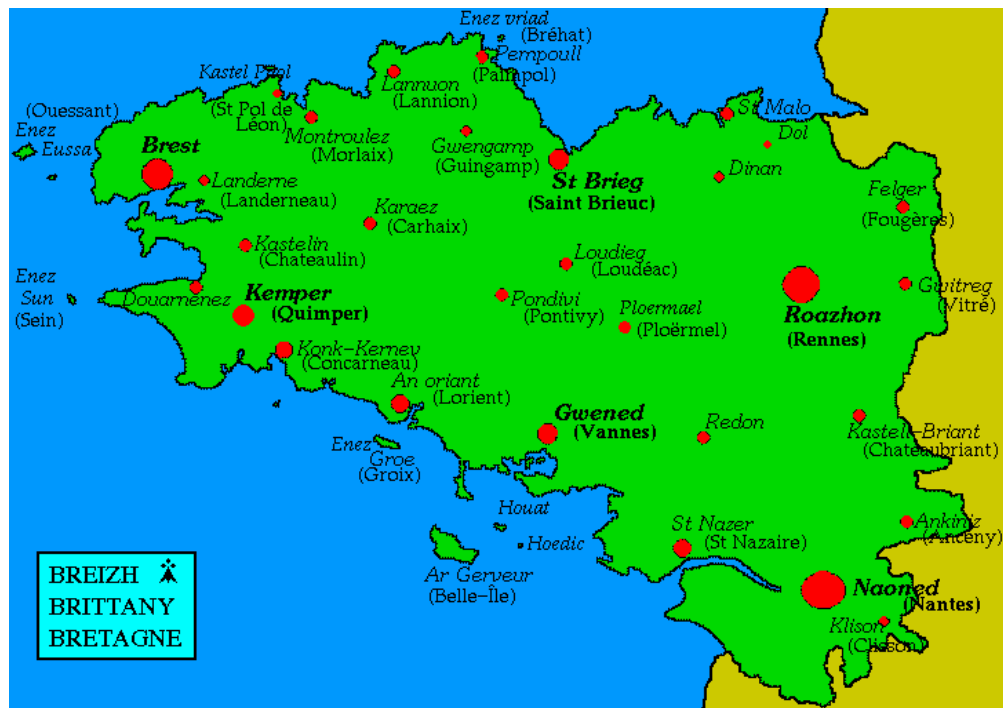 Enez vriad
(Bréhat)
Pempoull
(Paimpol)
Kastel Paol
(St Pol de
Léon)
Lannuon
(Lannion)
Montroulez
(Morlaix)
Gwengamp
(Guingamp)
St Malo
Dol
Dinan
(Ouessant)
Enez
Eussa
Brest
Landerne
(Landerneau)
St Brieg
(Saint Brieuc)
Felger
(Fougères)
Karaez
(Carhaix)
Kastelin
(Chateaulin)
Loudieg
(Loudéac)
Enez
Sun
(Sein)
Douarnenez
Kemper
(Quimper)
Pondivi
(Pontivy)
Ploermael
(Ploërmel)
Roazhon
(Rennes)
Gwitreg
(Vitré)
Konk-Kernev
(Concarneau)
An oriant
(Lorient)
Enez
Groe
(Groix)
Gwened
(Vannes)
Redon
Kastell-Briant
(Chateaubriant)
Houat
Hoedic
Ar Gerveur
(Belle-Île)
St Nazer
(St Nazaire)
Ankiniz
(Anceny)
Naoned
(Nantes)
Klison
(Clisson)
BREIZH
BRITTANY
BRETAGNE